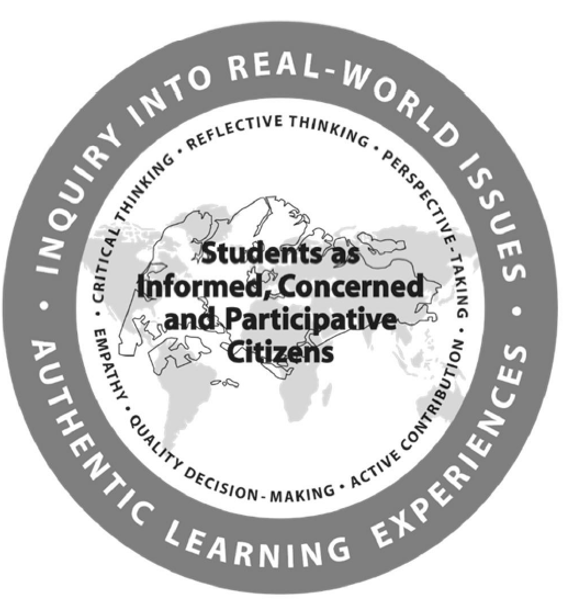 INQUIRY INTO REAL-WORLD ISSUES •
AUTHENTIC LEARNING EXPERIENCES •
CRITICAL THINKING • REFLECTIVE THINKING • PERSPECTIVE-TAKING •
EMPATHY • QUALITY DECISION-MAKING • ACTIVE CONTRIBUTION •
Students as
Informed, Concerned
and Participative
Citizens